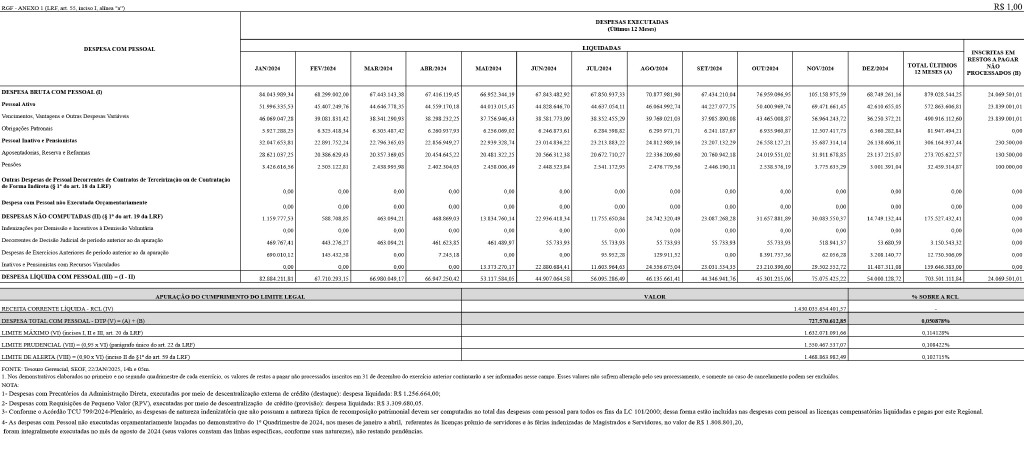 RGF - ANEXO 1 (LRF, art. 55, inciso I, alínea "a") R$ 1,00
DESPESA COM PESSOAL
DESPESAS EXECUTADAS
(Últimos 12 Meses)
LIQUIDADAS
INSCRITAS EM RESTOS A PAGAR NÃO PROCESSADOS (B)
JAN/2024 FEV/2024 MAR/2024 ABR/2024 MAI/2024 JUN/2024 JUL/2024 AGO/2024 SET/2024 OUT/2024 NOV/2024 DEZ/2024 TOTAL ÚLTIMOS 12 MESES (A)
DESPESA BRUTA COM PESSOAL (I) 84.043.989,34 68.299.002,00 67.443.143,38 67.416.119,45 66.952.344,19 67.843.482,92 67.850.937,33 70.877.981,90 67.434.210,04 76.959.096,95 105.158.975,59 68.749.261,16 879.028.544,25 24.069.501,01
Pessoal Ativo 51.996.335,53 45.407.249,76 44.646.778,35 44.559.170,18 44.013.015,45 44.828.646,70 44.637.054,11 46.064.992,74 44.227.077,75 50.400.969,74 69.471.661,45 42.610.655,05 572.863.606,81 23.839.001,01
Vencimentos, Vantagens e Outras Despesas Variáveis 46.069.047,28 39.081.831,42 38.341.290,93 38.298.232,25 37.756.946,43 38.581.773,09 38.352.455,29 39.769.021,03 37.985.890,08 43.465.008,87 56.964.243,72 36.250.372,21 490.916.112,60 23.839.001,01
Obrigações Patronais 5.927.288,25 6.325.418,34 6.305.487,42 6.260.937,93 6.256.069,02 6.246.873,61 6.284.598,82 6.295.971,71 6.241.187,67 6.935.960,87 12.507.417,73 6.360.282,84 81.947.494,21 0,00
Pessoal Inativo e Pensionistas 32.047.653,81 22.891.752,24 22.796.365,03 22.856.949,27 22.939.328,74 23.014.836,22 23.213.883,22 24.812.989,16 23.207.132,29 26.558.127,21 35.687.314,14 26.138.606,11 306.164.937,44 230.500,00
Aposentadorias, Reserva e Reformas 28.621.037,25 20.386.629,43 20.357.369,05 20.454.645,22 20.481.322,25 20.566.312,38 20.672.710,27 22.336.209,60 20.760.942,18 24.019.551,02 31.911.678,85 23.137.215,07 273.705.622,57 130.500,00
Pensões 3.426.616,56 2.505.122,81 2.438.995,98 2.402.304,05 2.458.006,49 2.448.523,84 2.541.172,95 2.476.779,56 2.446.190,11 2.538.576,19 3.775.635,29 3.001.391,04 32.459.314,87 100.000,00
Outras Despesas de Pessoal Decorrentes de Contratos de Terceirização ou de Contratação
de Forma Indireta (§ 1º do art. 18 da LRF) 0,00 0,00 0,00 0,00 0,00 0,00 0,00 0,00 0,00 0,00 0,00 0,00 0,00 0,00
Despesa com Pessoal não Executada Orçamentariamente 0,00 0,00 0,00 0,00 0,00 0,00 0,00 0,00 0,00 0,00 0,00 0,00 0,00 0,00
DESPESAS NÃO COMPUTADAS (II) (§ 1º do art. 19 da LRF) 1.159.777,53 588.708,85 463.094,21 468.869,03 13.834.760,14 22.936.418,34 11.755.650,84 24.742.320,49 23.087.268,28 31.657.881,89 30.083.550,37 14.749.132,44 175.527.432,41 0,00
Indenizações por Demissão e Incentivos à Demissão Voluntária 0,00 0,00 0,00 0,00 0,00 0,00 0,00 0,00 0,00 0,00 0,00 0,00 0,00 0,00
Decorrentes de Decisão Judicial de período anterior ao da apuração 469.767,41 443.276,27 463.094,21 461.623,85 461.489,97 55.733,93 55.733,93 55.733,93 55.733,93 55.733,93 518.941,37 53.680,59 3.150.543,32 0,00
Despesas de Exercícios Anteriores de período anterior ao da apuração 690.010,12 145.432,58 0,00 7.245,18 0,00 0,00 95.952,28 129.911,52 0,00 8.391.757,36 62.056,28 3.208.140,77 12.730.506,09 0,00
Inativos e Pensionistas com Recursos Vinculados 0,00 0,00 0,00 0,00 13.373.270,17 22.880.684,41 11.603.964,63 24.556.675,04 23.031.534,35 23.210.390,60 29.502.552,72 11.487.311,08 159.646.383,00 0,00
DESPESA LÍQUIDA COM PESSOAL (III) = (I - II) 82.884.211,81 67.710.293,15 66.980.049,17 66.947.250,42 53.117.584,05 44.907.064,58 56.095.286,49 46.135.661,41 44.346.941,76 45.301.215,06 75.075.425,22 54.000.128,72 703.501.111,84 24.069.501,01
APURAÇÃO DO CUMPRIMENTO DO LIMITE LEGAL VALOR % SOBRE A RCL
RECEITA CORRENTE LÍQUIDA - RCL (IV) 1.430.035.654.401,37 -
DESPESA TOTAL COM PESSOAL - DTP (V) = (A) + (B) 727.570.612,85 0,050878%
LIMITE MÁXIMO (VI) (incisos I, II e III, art. 20 da LRF) 1.632.071.091,66 0,114128%
LIMITE PRUDENCIAL (VII) = (0,95 x VI) (parágrafo único do art. 22 da LRF) 1.550.467.537,07 0,108422%
LIMITE DE ALERTA (VIII) = (0,90 x VI) (inciso II do §1º do art. 59 da LRF) 1.468.863.982,49 0,102715%
FONTE: Tesouro Gerencial, SEOF, 22/JAN/2025, 14h e 05m.
1. Nos demonstrativos elaborados no primeiro e no segundo quadrimestre de cada exercício, os valores de restos a pagar não processados inscritos em 31 de dezembro do exercício anterior continuarão a ser informados nesse campo. Esses valores não sofrem alteração pelo seu processamento, e somente no caso de cancelamento podem ser excluídos.
NOTA:
1- Despesas com Precatórios da Administração Direta, executadas por meio de descentralização externa de crédito (destaque): despesa líquidada: R$ 1.256.664,00;
2- Despesas com Requisições de Pequeno Valor (RPV), executadas por meio de descentralização de crédito (provisão): despesa líquidada: R$ 3.309.680,05.
3- Conforme o Acórdão TCU 799/2024-Plenário, as despesas de natureza indenizatória que não possuam a natureza típica de recomposição patrimonial devem ser computadas no total das despesas com pessoal para todos os fins da LC 101/2000; dessa forma estão incluídas nas despesas com pessoal as licenças compensatórias líquidadas e pagas por este Regional.
4- As despesas com Pessoal não executadas orçamentariamente lançadas no demonstrativo do 1º Quadrimestre de 2024, nos meses de janeiro a abril, referentes às licenças prêmio de servidores e às férias indenizadas de Magistrados e Servidores, no valor de R$ 1.808.801,20,
foram integralmente executadas no mês de agosto de 2024 (seus valores constam das linhas específicas, conforme suas naturezas), não restando pendências.